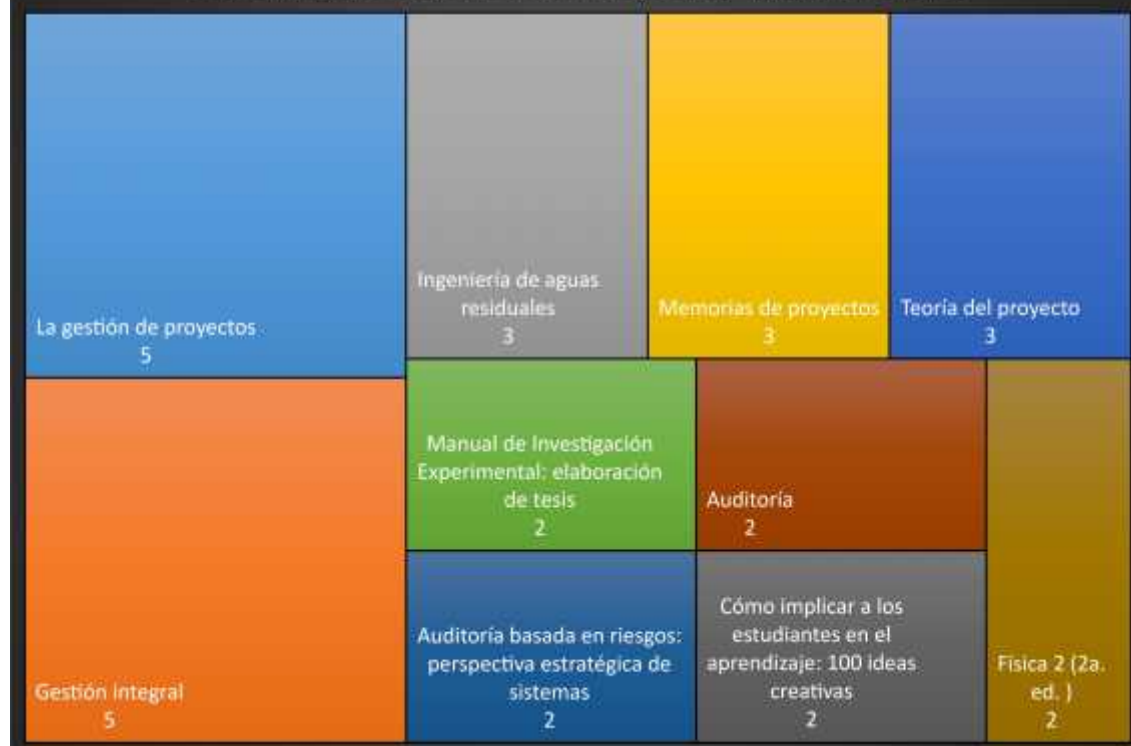 La gestión de proyectos
5
Ingeniería de aguas
residuales
3
Memorias de proyectos
3
Teoría del proyecto
3
Gestión integral
5
Manual de Investigación
Experimental: elaboración
de tesis
2
Auditoría
2
Auditoría basada en riesgos:
perspectiva estratégica de
sistemas
2
Cómo implicar a los
estudiantes en el
aprendizaje: 100 ideas
creativas
2
Física 2 (2a.
ed. )
2